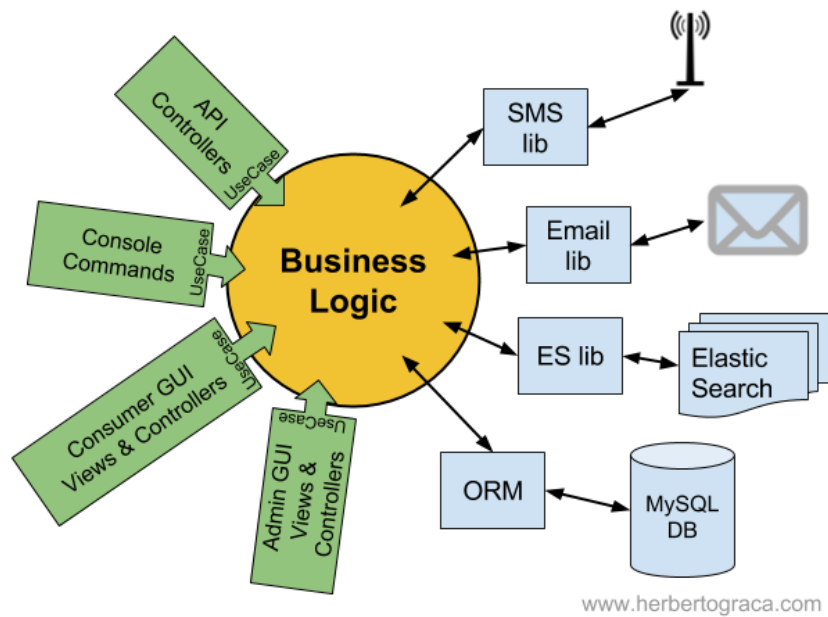 API
Controllers
UseCase
Console
Commands
UseCase
Consumer GUI
Views & Controllers
UseCase
Admin GUI
Views &
Controllers
UseCase
Business
Logic
SMS
lib
Email
lib
ES lib
Elastic
Search
ORM
MySQL
DB
www.herbertograca.com